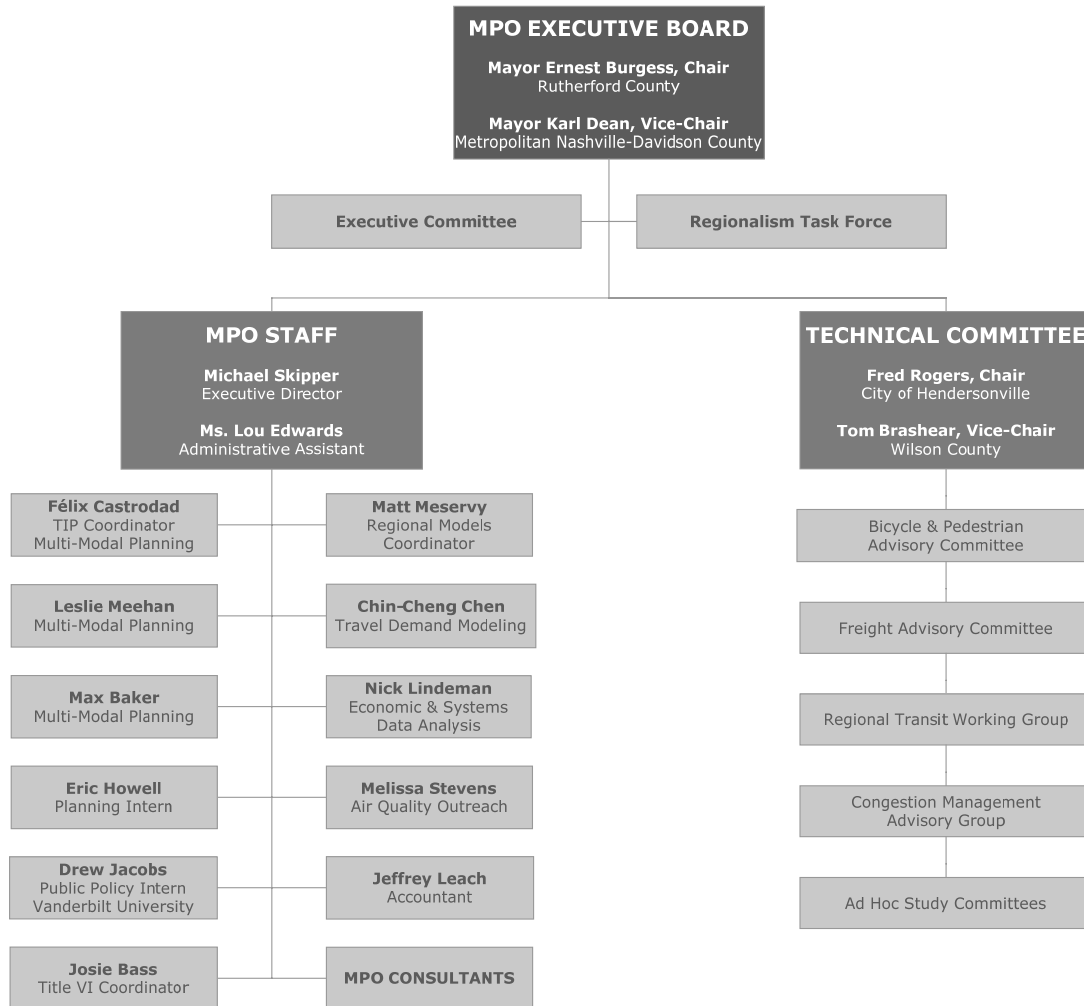 MPO EXECUTIVE BOARD
Mayor Ernest Burgess, Chair
Rutherford County
Mayor Karl Dean, Vice-Chair
Metropolitan Nashville-Davidson County
Executive Committee
Regionalism Task Force
MPO STAFF
Michael Skipper
Executive Director
Ms. Lou Edwards
Administrative Assistant
TECHNICAL COMMITTEE
Fred Rogers, Chair
City of Hendersonville
Tom Brashear, Vice-Chair
Wilson County
Félix Castrodad
TIP Coordinator
Multi-Modal Planning
Matt Meservy
Regional Models
Coordinator
Leslie Meehan
Multi-Modal Planning
Chin-Cheng Chen
Travel Demand Modeling
Max Baker
Multi-Modal Planning
Nick Lindeman
Economic & Systems
Data Analysis
Eric Howell
Planning Intern
Melissa Stevens
Air Quality Outreach
Drew Jacobs
Public Policy Intern
Vanderbilt University
Jeffrey Leach
Accountant
Josie Bass
Title VI Coordinator
MPO CONSULTANTS
Bicycle & Pedestrian
Advisory Committee
Freight Advisory Committee
Regional Transit Working Group
Congestion Management
Advisory Group
Ad Hoc Study Committees